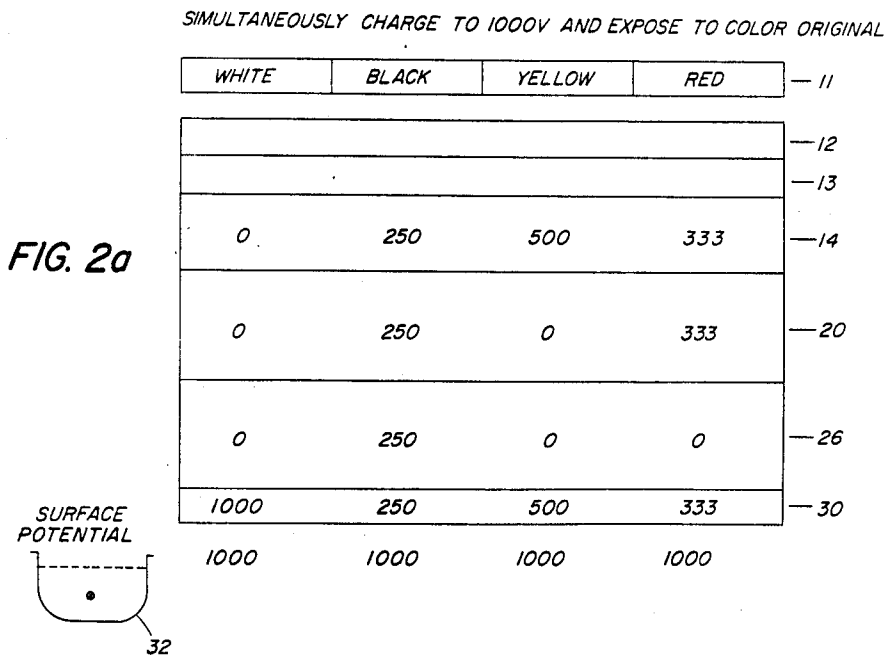 SIMULTANEOUSLY CHARGE TO 1000V AND EXPOSE TO COLOR ORIGINAL
WHITE BLACK YELLOW RED 11
12
13
FIG. 2a
0 250 500 333 14
0 250 0 333 20
0 250 0 0 26
1000 250 500 333 30
SURFACE
POTENTIAL
1000 1000 1000 1000
32